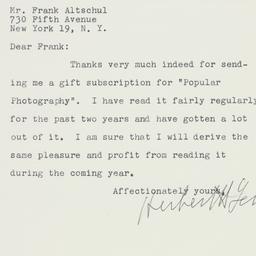 Mr. Frank Altschul
730 Fifth Avenue
New York 19, N. Y.
Dear Frank:
Thanks very much indeed for send-
ing me a gift subscription for "Popular
Photography". I have read it fairly regularly
for the past two years and have gotten a lot
out of it. I am sure that I will derive the
same pleasure and profit from reading it
during the coming year.
Affectionately yours,
Herbert H